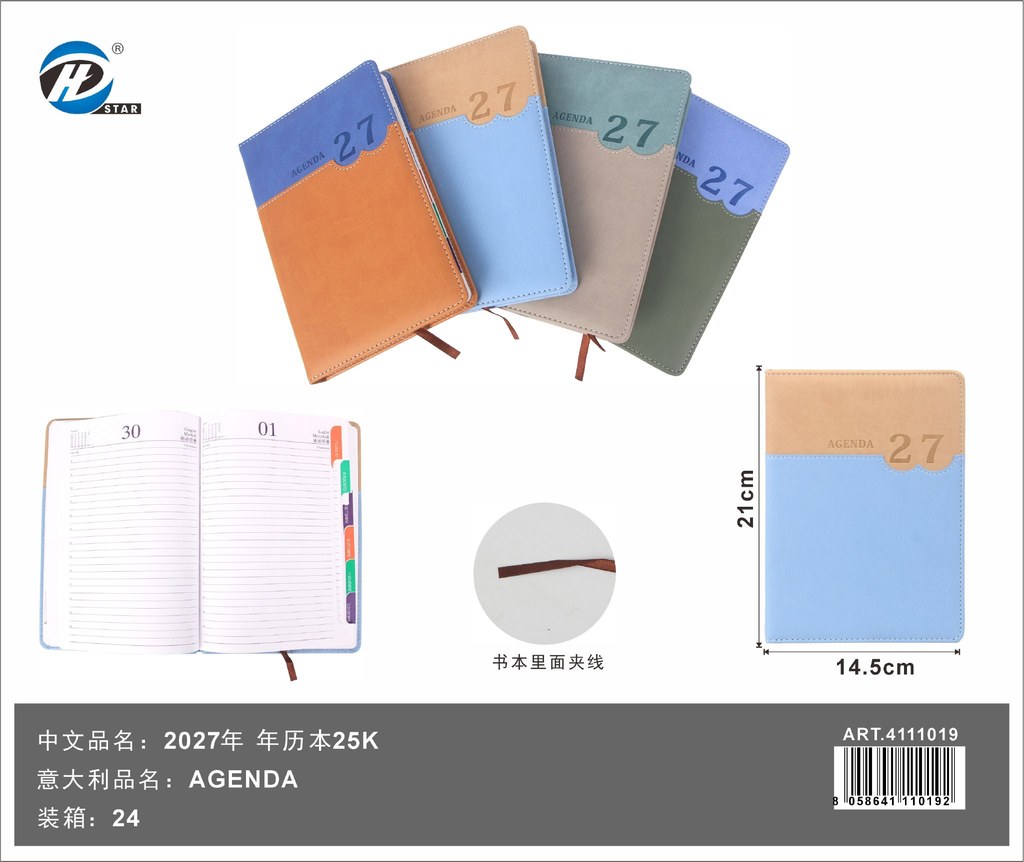 H
STAR
®
AGENDA 27
AGENDA 27
AGENDA 27
NDA 27
30
01
AGENDA 27
21cm
14.5cm
书本里面夹线
中文品名：2027年 年历本25K
意大利品名：AGENDA
装箱：24
ART.4111019
8 058641 110192